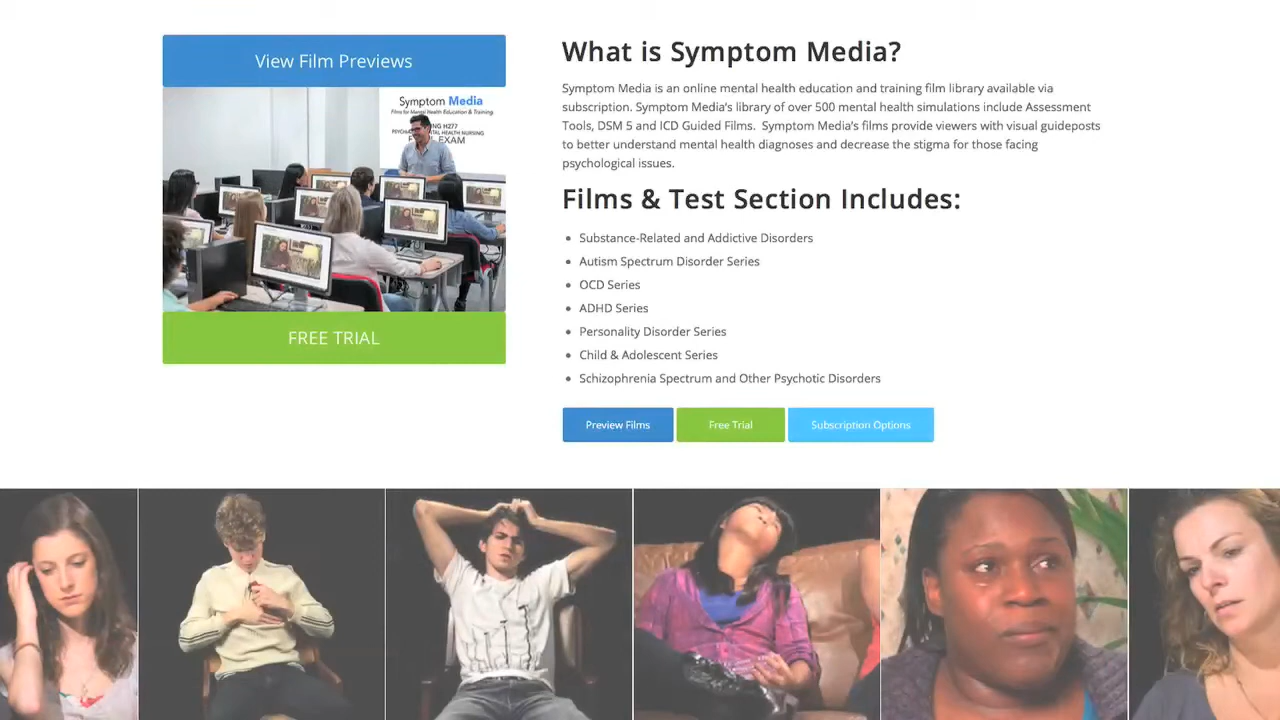 View Film Previews
Symptom Media
Films for Mental Health Education & Training
FREE TRIAL
What is Symptom Media?
Symptom Media is an online mental health education and training film library available via
subscription. Symptom Media's library of over 500 mental health simulations include Assessment
Tools, DSM 5 and ICD Guided Films.  Symptom Media's films provide viewers with visual guideposts
to better understand mental health diagnoses and decrease the stigma for those facing
psychological issues.
Films & Test Section Includes:
Substance-Related and Addictive Disorders
Autism Spectrum Disorder Series
OCD Series
ADHD Series
Personality Disorder Series
Child & Adolescent Series
Schizophrenia Spectrum and Other Psychotic Disorders
Preview Films
Free Trial
Subscription Options